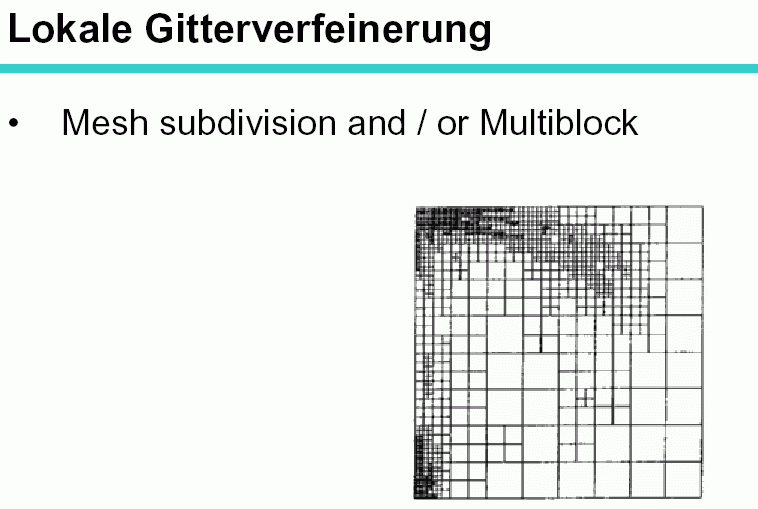 Lokale Gitterverfeinerung
• Mesh subdivision and / or Multiblock